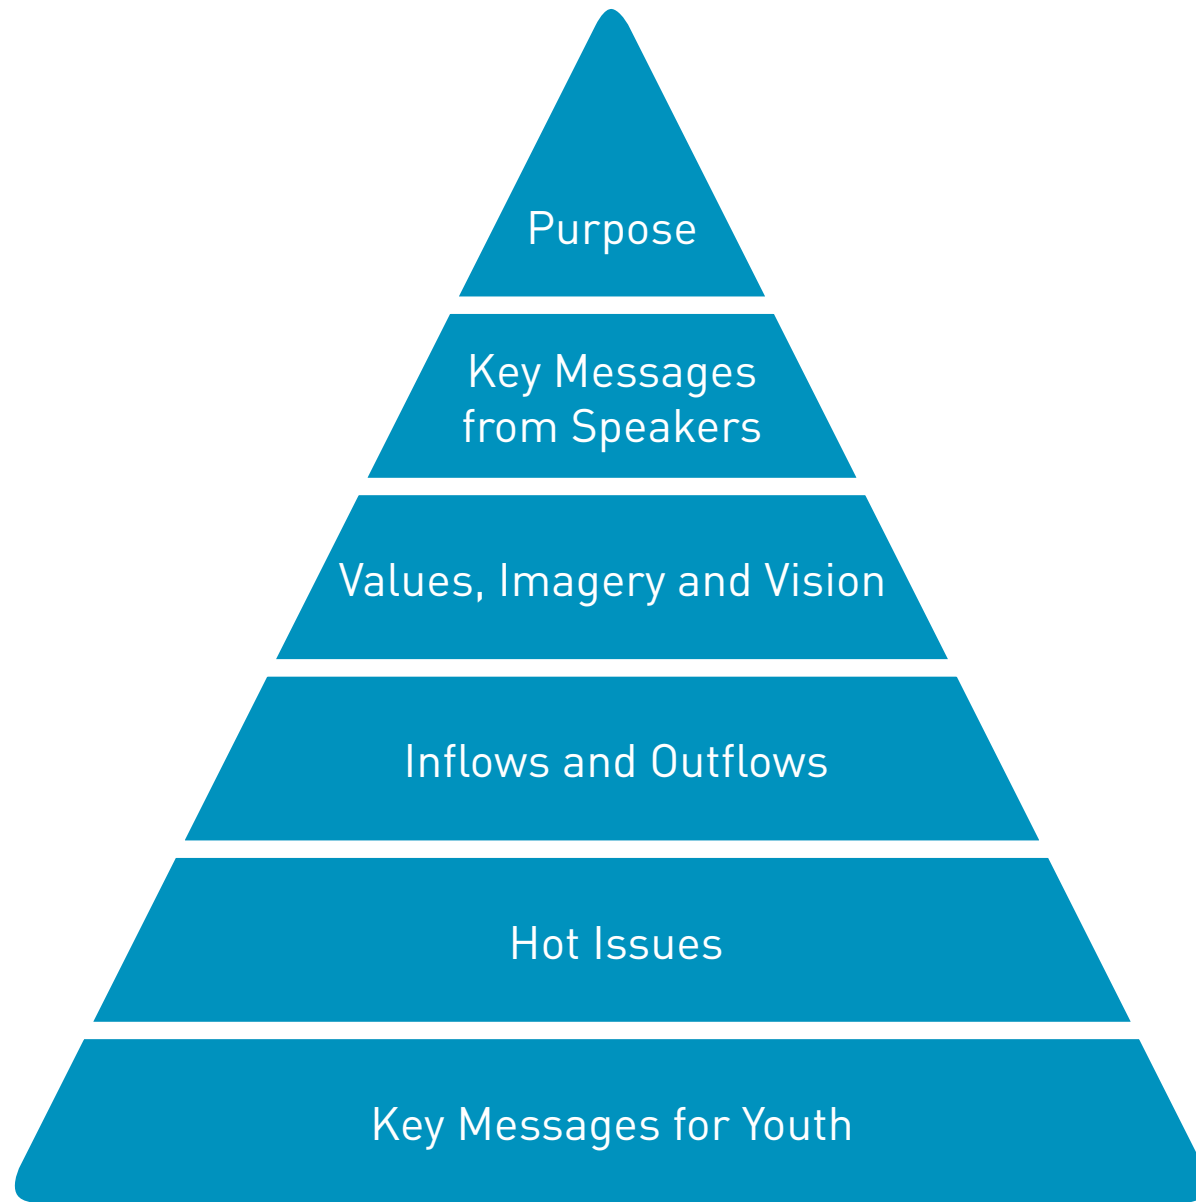 Purpose
Key Messages
from Speakers
Values, Imagery and Vision
Inflows and Outflows
Hot Issues
Key Messages for Youth